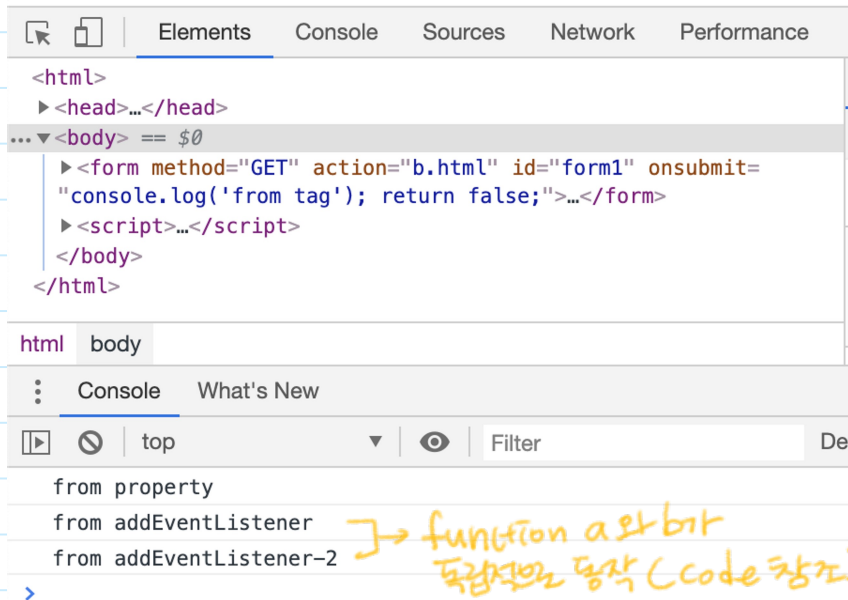 Elements Console Sources Network Performance
<html>
▶<head>…</head>
…▼<body> == $0
▶<form method="GET" action="b.html" id="form1" onsubmit=
"console.log('from tag'); return false;">…</form>
▶<script>…</script>
</body>
</html>
html body
Console What's New
top ▼ Filter De
from property
from addEventListener
from addEventListener-2
function a와 b가
독립적으로 동작 (code 참조
>